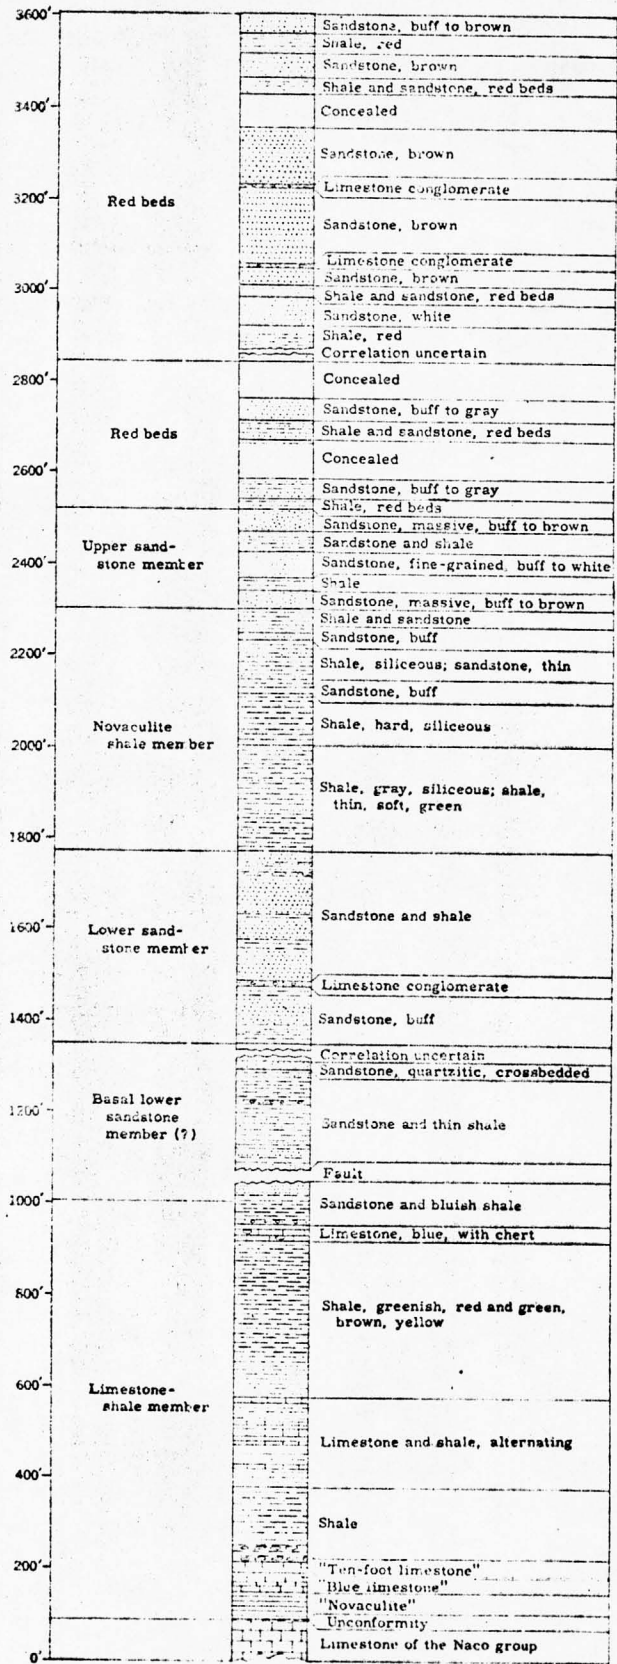 3600'
Sandstone, buff to brown
Shale, red
Sandstone, brown
Shale and sandstone, red beds
3400'
Concealed
Sandstone, brown
3200'
Red beds
Limestone conglomerate
Sandstone, brown
Limestone conglomerate
Sandstone, brown
3000'
Shale and sandstone, red beds
Sandstone, white
Shale, red
Correlation uncertain
2800'
Concealed
Sandstone, buff to gray
Red beds
Shale and sandstone, red beds
2600'
Concealed
Sandstone, buff to gray
Shale, red beds
Sandstone, massive, buff to brown
Upper sand-
stone member
Sandstone and shale
2400'
Sandstone, fine-grained, buff to white
Shale
Sandstone, massive, buff to brown
Shale and sandstone
Sandstone, buff
2200'
Shale, siliceous; sandstone, thin
Sandstone, buff
Novaculite
shale member
Shale, hard, siliceous
2000'
Shale, gray, siliceous; shale,
thin, soft, green
1800'
Sandstone and shale
1600'
Lower sand-
stone member
Limestone conglomerate
1400'
Sandstone, buff
Correlation uncertain
Sandstone, quartzitic, crossbedded
1200'
Basal lower
sandstone
member (?)
Sandstone and thin shale
Fault
1000'
Sandstone and bluish shale
Limestone, blue, with chert
800'
Shale, greenish, red and green,
brown, yellow
600'
Limestone-
shale member
Limestone and shale, alternating
400'
Shale
200'
"Ten-foot limestone"
"Blue limestone"
"Novaculite"
Unconformity
Limestone of the Naco group
0'